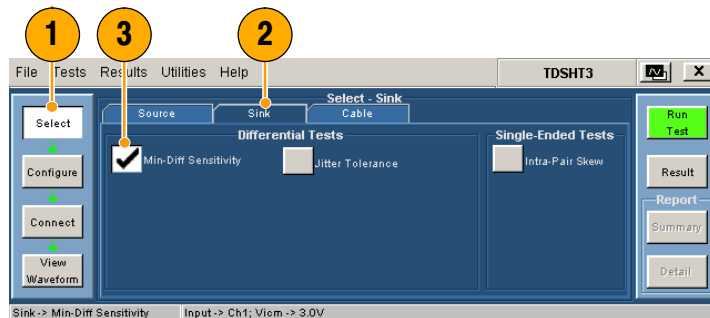 1 3 2
File Tests Results Utilities Help TDSHT3 X
Select - Sink
Select
Source Sink Cable
Run Test
Differential Tests
Single-Ended Tests
Min-Diff Sensitivity
Jitter Tolerance
Intra-Pair Skew
Configure
Result
Report
Connect
Summary
View
Waveform
Detail
Sink-> Min-Diff Sensitivity Input-> Ch1; Vicm -> 3.0V